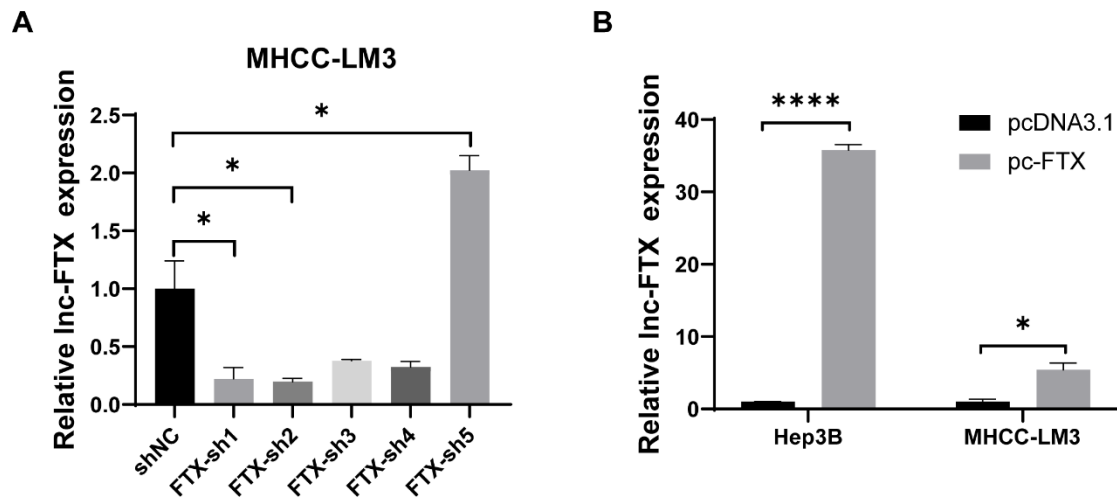 A
MHCC-LM3
Relative lnc-FTX expression
2.5
2.0
1.5
1.0
0.5
0.0
*
*
*
shNC
FTX-sh1
FTX-sh2
FTX-sh3
FTX-sh4
FTX-sh5
B
Relative lnc-FTX expression
40
30
20
10
0
****
*
pcDNA3.1
pc-FTX
Hep3B
MHCC-LM3